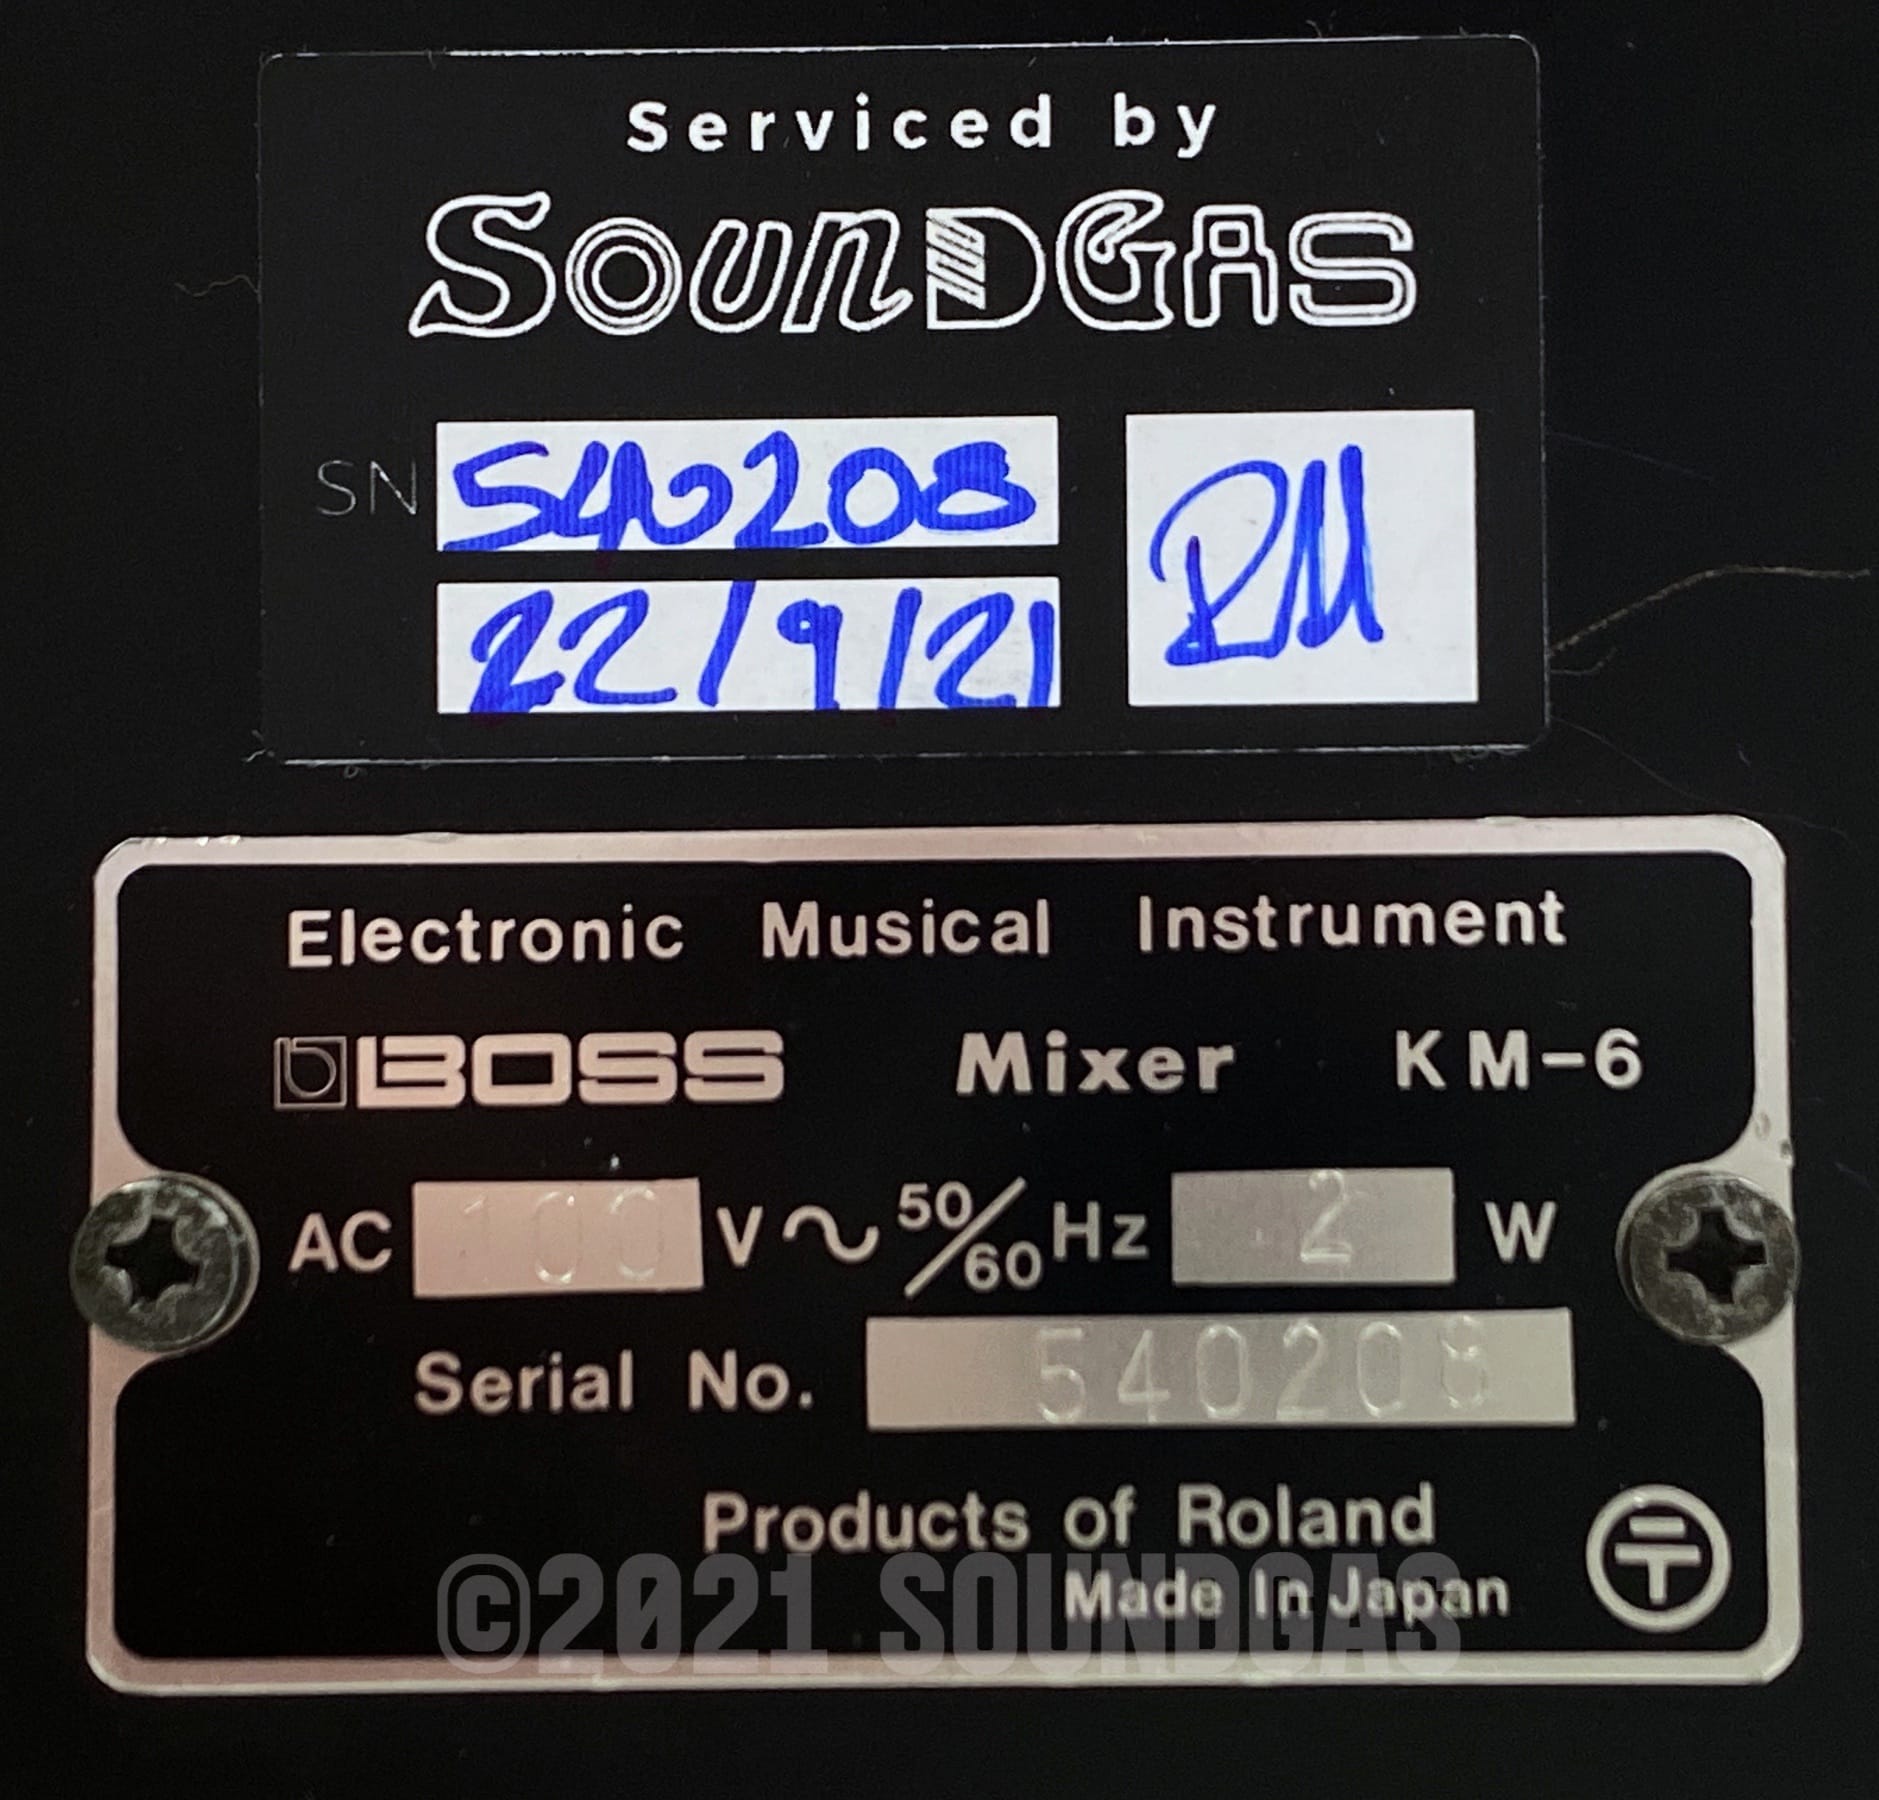 Serviced by
SOUNDGAS
SN 540208
22/9/21
RM
Electronic Musical Instrument
BOSS Mixer KM-6
AC 100 V ~ 50/60 Hz 2 W
Serial No. 540208
Products of Roland
Made In Japan
©2021 SOUNDGAS